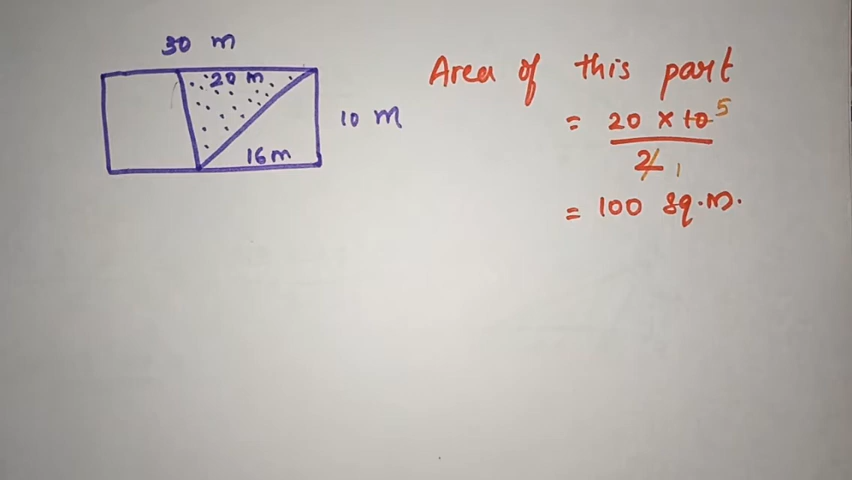 30 m
20 m
10 m
16m
Area of this part
= 20 × 10 5
2 1
= 100 sq.m.